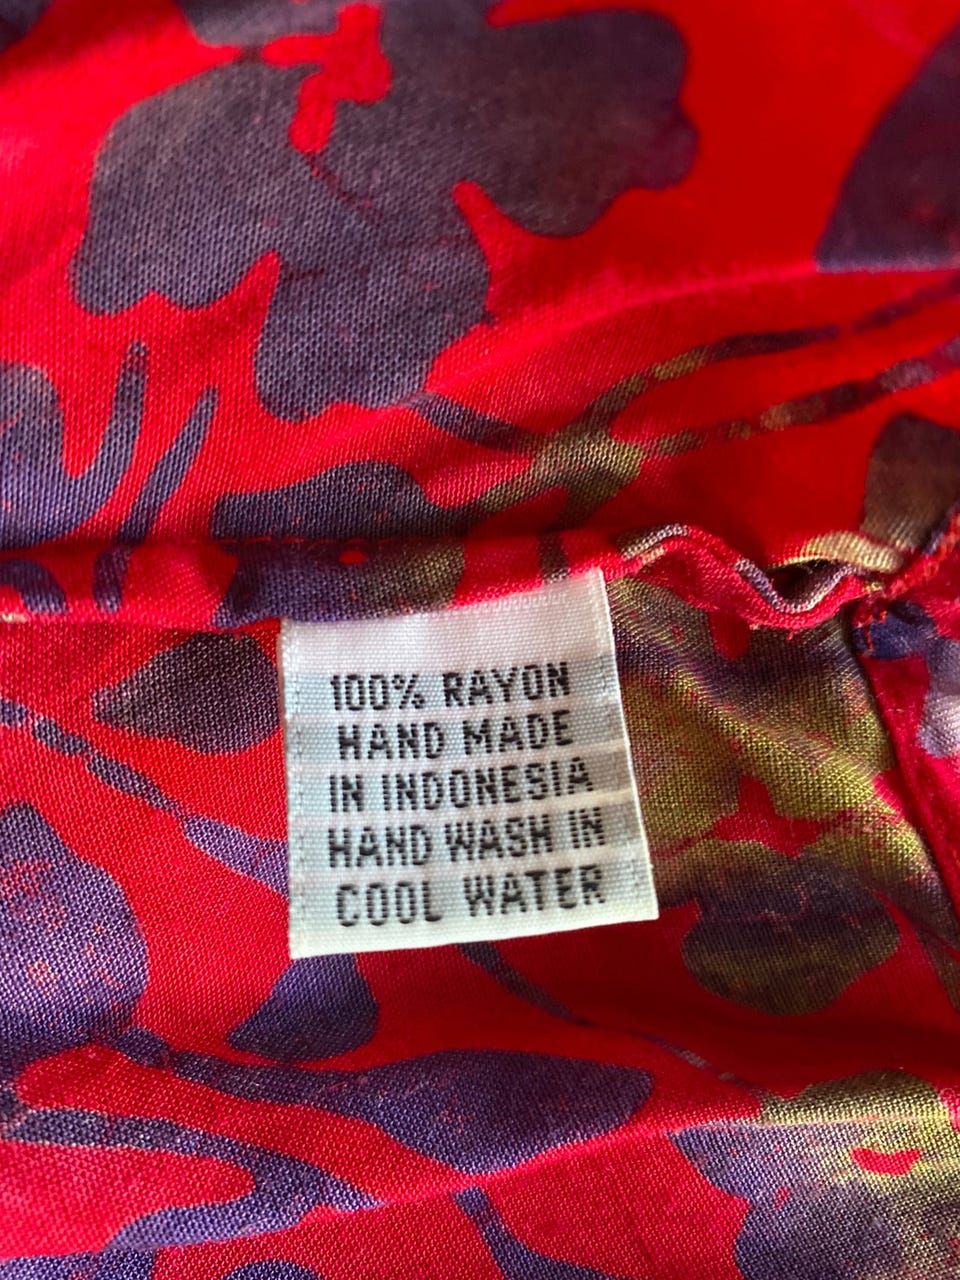 100% RAYON
HAND MADE
IN INDONESIA
HAND WASH IN
COOL WATER